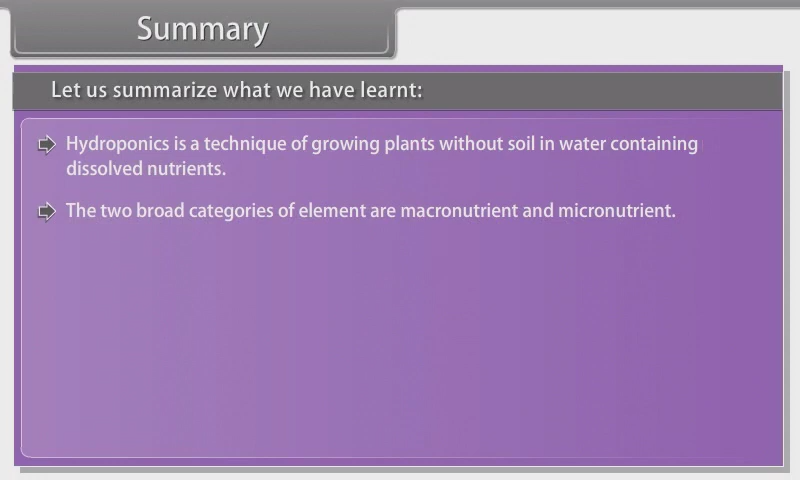 Summary
Let us summarize what we have learnt:
Hydroponics is a technique of growing plants without soil in water containing
dissolved nutrients.
The two broad categories of element are macronutrient and micronutrient.